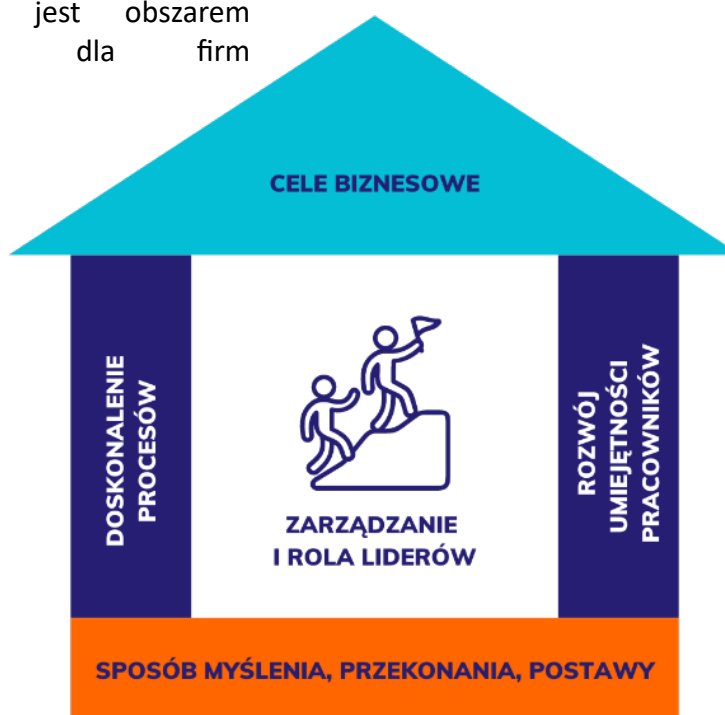 jest obszarem
dla firm
CELE BIZNESOWE
DOSKONALENIE
PROCESÓW
ZARZĄDZANIE
I ROLA LIDERÓW
ROZWÓJ
UMIEJĘTNOŚCI
PRACOWNIKÓW
SPOSÓB MYŚLENIA, PRZEKONANIA, POSTAWY